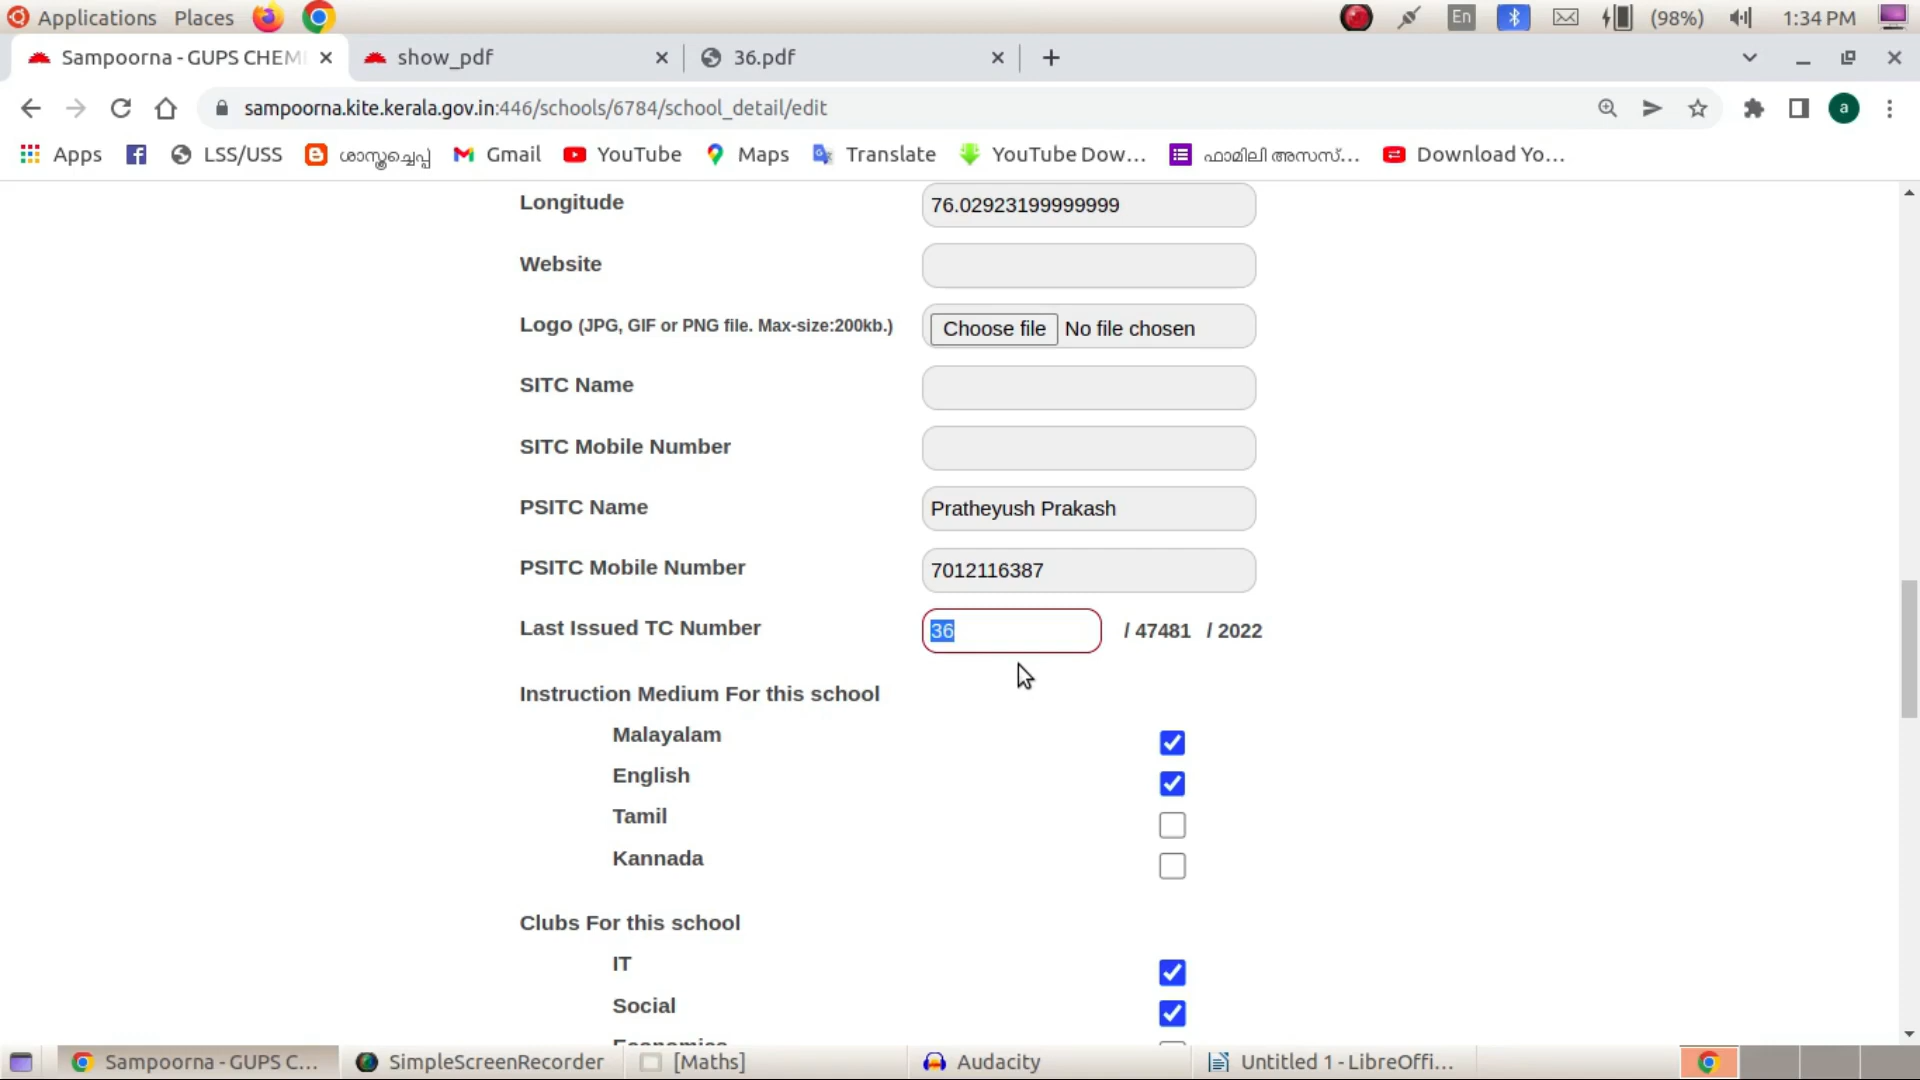 Applications Places En (98%) 1:34 PM
Sampoorna - GUPS CHEM show_pdf 36.pdf
sampoorna.kite.kerala.gov.in:446/schools/6784/school_detail/edit a
Apps LSS/USS ശാസ്ത്രച്ചെപ്പ് Gmail YouTube Maps Translate YouTube Dow... ഫാമിലി അസസ്... Download Yo...
Longitude 76.02923199999999
Website
Logo (JPG, GIF or PNG file. Max-size:200kb.) Choose file No file chosen
SITC Name
SITC Mobile Number
PSITC Name Pratheyush Prakash
PSITC Mobile Number 7012116387
Last Issued TC Number 36 / 47481 / 2022
Instruction Medium For this school
Malayalam
English
Tamil
Kannada
Clubs For this school
IT
Social
Economics
Sampoorna - GUPS C... SimpleScreenRecorder [Maths] Audacity Untitled 1 - LibreOffi...